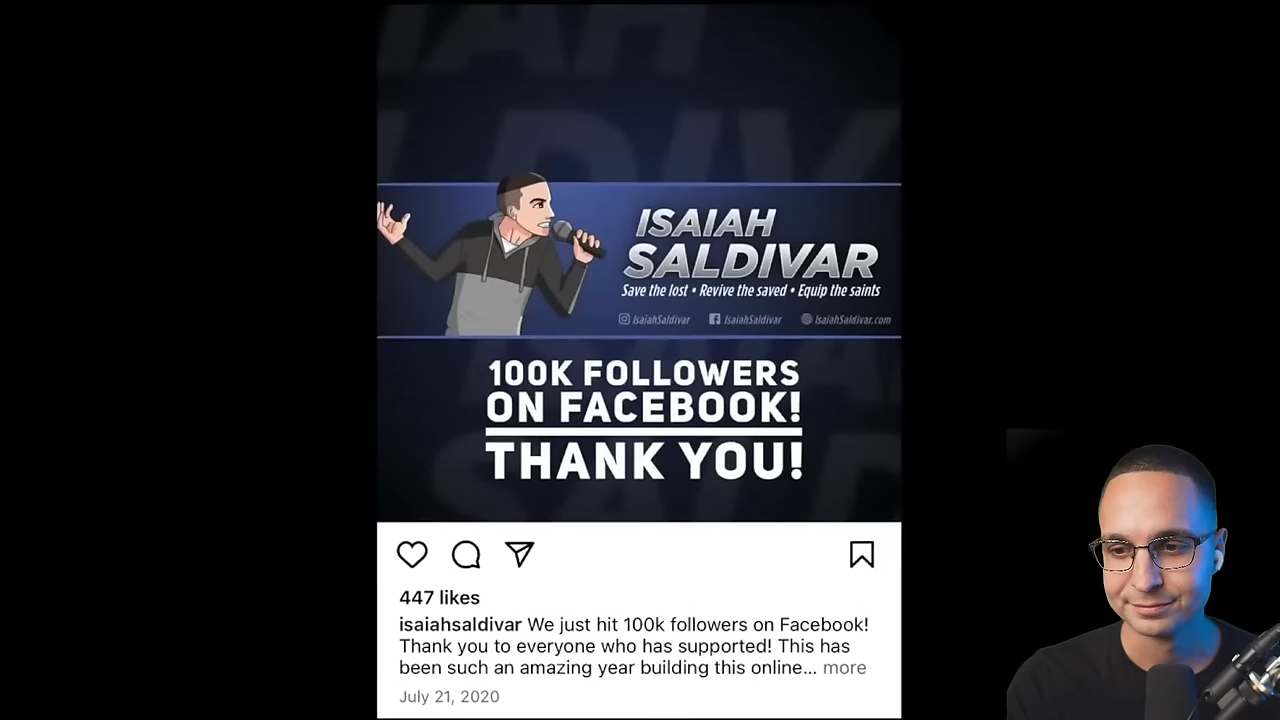 ISAIAH
SALDIVAR
Save the lost • Revive the saved • Equip the saints
IsaiahSaldivar IsaiahSaldivar IsaiahSaldivar.com
100K FOLLOWERS
ON FACEBOOK!
THANK YOU!
447 likes
isaiahsaldivar We just hit 100k followers on Facebook!
Thank you to everyone who has supported! This has
been such an amazing year building this online... more
July 21, 2020